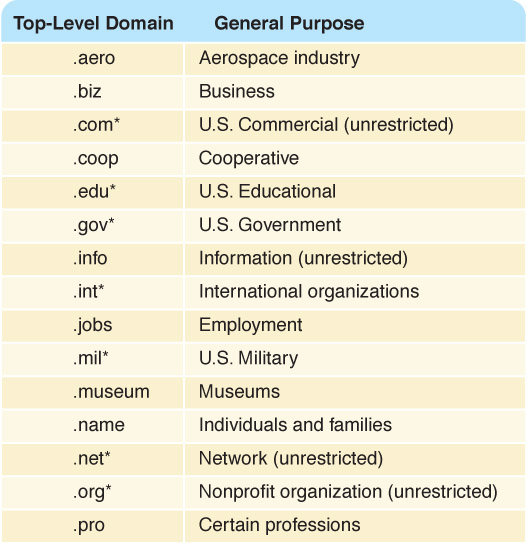 Top-Level Domain General Purpose
.aero Aerospace industry
.biz Business
.com* U.S. Commercial (unrestricted)
.coop Cooperative
.edu* U.S. Educational
.gov* U.S. Government
.info Information (unrestricted)
.int* International organizations
.jobs Employment
.mil* U.S. Military
.museum Museums
.name Individuals and families
.net* Network (unrestricted)
.org* Nonprofit organization (unrestricted)
.pro Certain professions